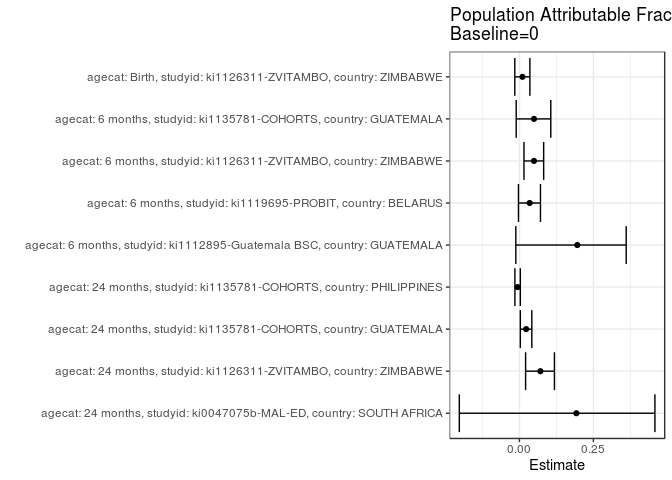 Population Attributable Frac
Baseline=0
agecat: Birth, studyid: ki1126311-ZVITAMBO, country: ZIMBABWE
agecat: 6 months, studyid: ki1135781-COHORTS, country: GUATEMALA
agecat: 6 months, studyid: ki1126311-ZVITAMBO, country: ZIMBABWE
agecat: 6 months, studyid: ki1119695-PROBIT, country: BELARUS
agecat: 6 months, studyid: ki1112895-Guatemala BSC, country: GUATEMALA
agecat: 24 months, studyid: ki1135781-COHORTS, country: PHILIPPINES
agecat: 24 months, studyid: ki1135781-COHORTS, country: GUATEMALA
agecat: 24 months, studyid: ki1126311-ZVITAMBO, country: ZIMBABWE
agecat: 24 months, studyid: ki0047075b-MAL-ED, country: SOUTH AFRICA
0.00 0.25
Estimate